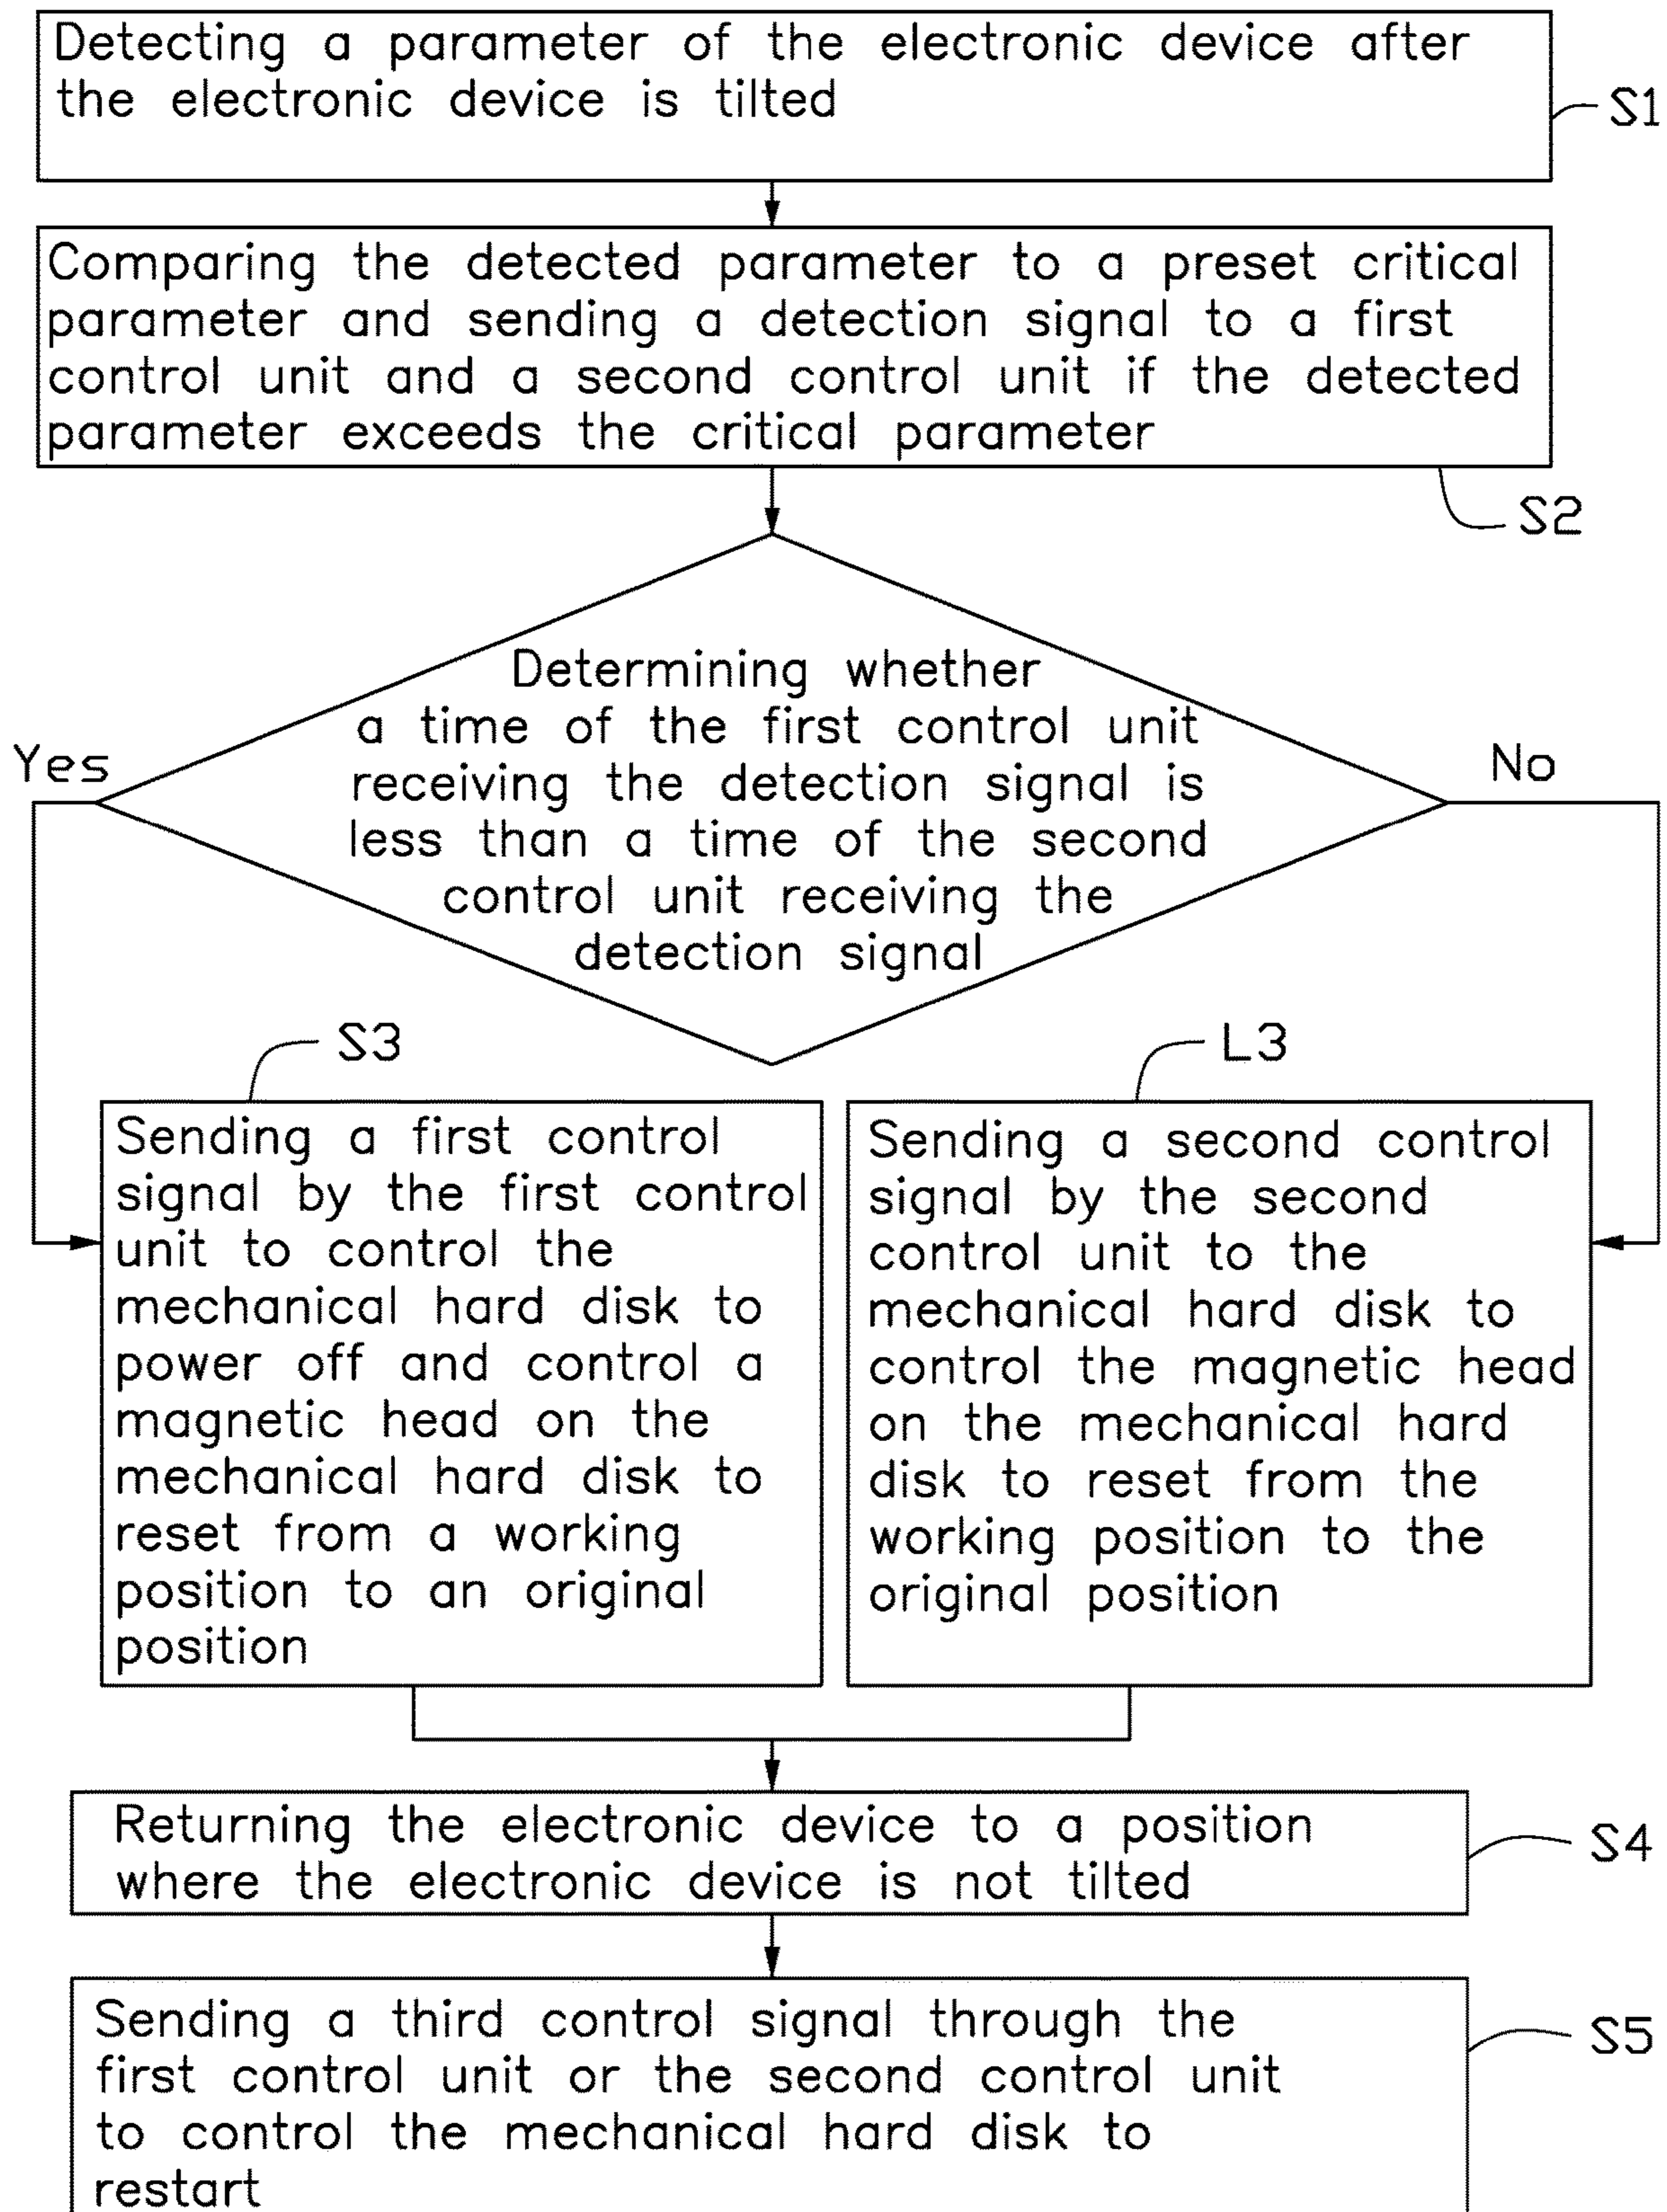 Detecting a parameter of the electronic device after
the electronic device is tilted
S1
Comparing the detected parameter to a preset critical
parameter and sending a detection signal to a first
control unit and a second control unit if the detected
parameter exceeds the critical parameter
S2
Determining whether
a time of the first control unit
receiving the detection signal is
less than a time of the second
control unit receiving the
detection signal
Yes
No
S3
Sending a first control
signal by the first control
unit to control the
mechanical hard disk to
power off and control a
magnetic head on the
mechanical hard disk to
reset from a working
position to an original
position
L3
Sending a second control
signal by the second
control unit to the
mechanical hard disk to
control the magnetic head
on the mechanical hard
disk to reset from the
working position to the
original position
Returning the electronic device to a position
where the electronic device is not tilted
S4
Sending a third control signal through the
first control unit or the second control unit
to control the mechanical hard disk to
restart
S5